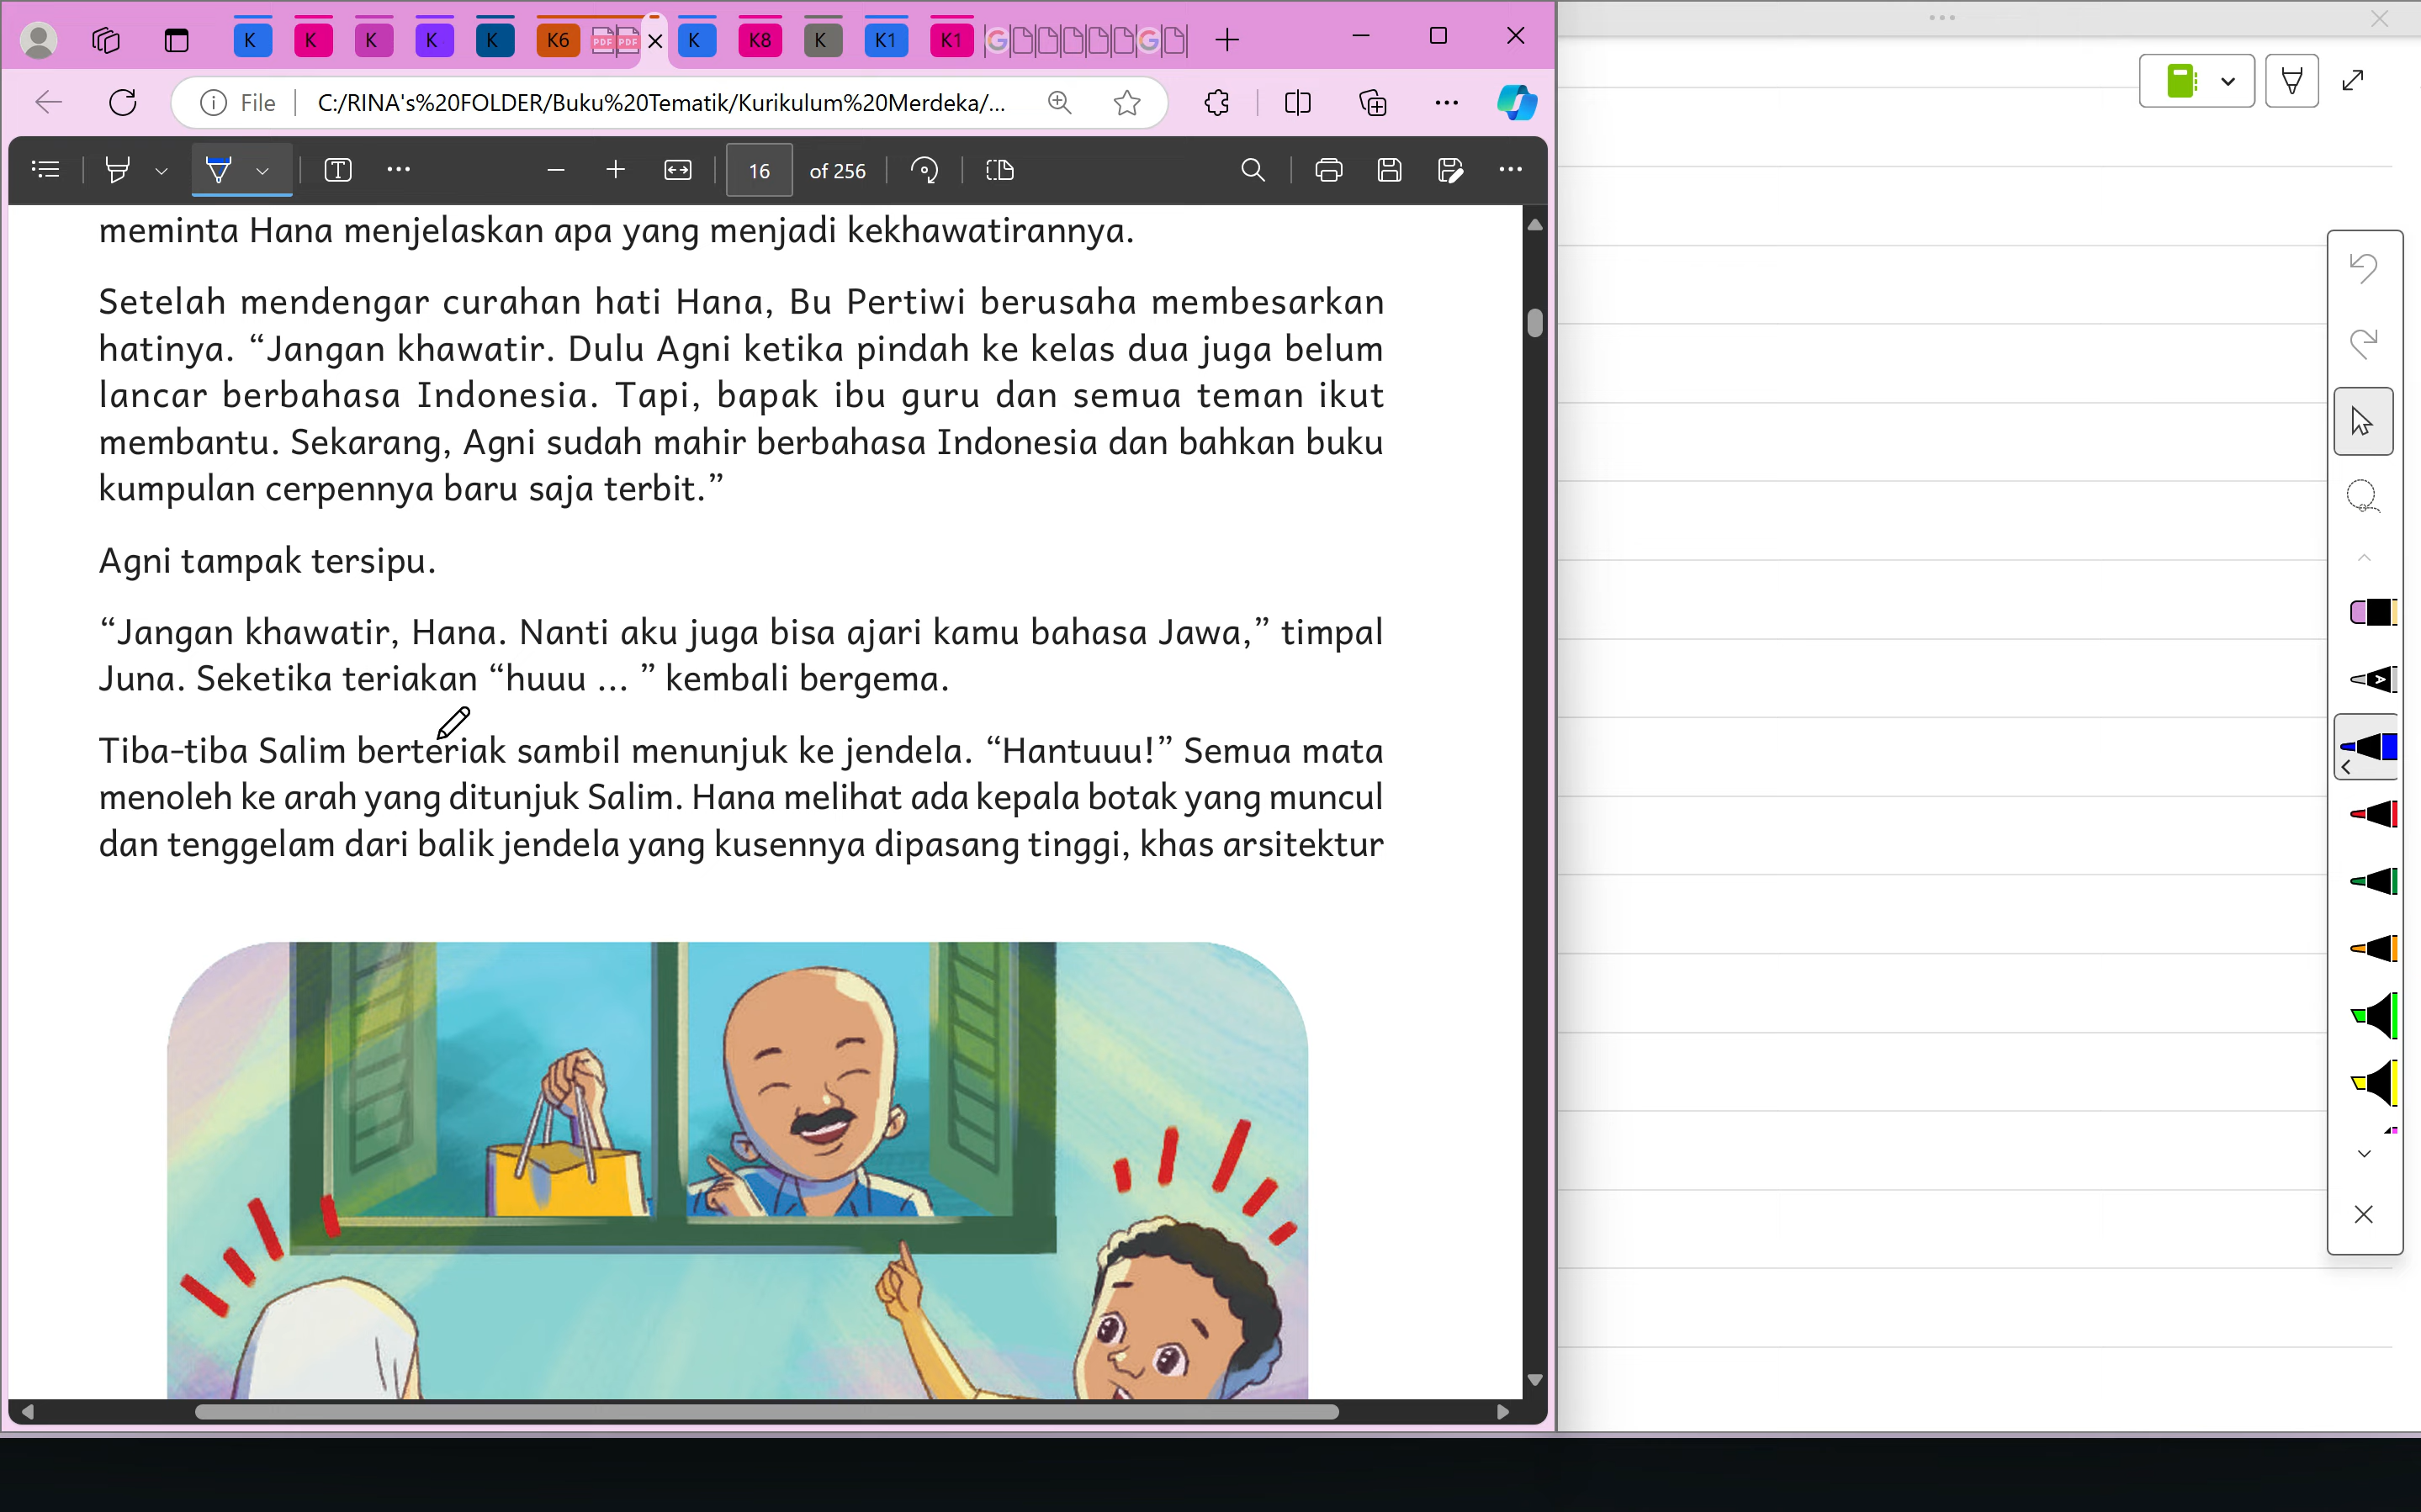 K
K
K
K
K
K6
PDF
PDF
K
K8
K
K1
K1
File
C:/RINA's%20FOLDER/Buku%20Tematik/Kurikulum%20Merdeka/...
16
of 256
meminta Hana menjelaskan apa yang menjadi kekhawatirannya.
Setelah mendengar curahan hati Hana, Bu Pertiwi berusaha membesarkan
hatinya. “Jangan khawatir. Dulu Agni ketika pindah ke kelas dua juga belum
lancar berbahasa Indonesia. Tapi, bapak ibu guru dan semua teman ikut
membantu. Sekarang, Agni sudah mahir berbahasa Indonesia dan bahkan buku
kumpulan cerpennya baru saja terbit.”
Agni tampak tersipu.
“Jangan khawatir, Hana. Nanti aku juga bisa ajari kamu bahasa Jawa,” timpal
Juna. Seketika teriakan “huuu ... ” kembali bergema.
Tiba-tiba Salim berteriak sambil menunjuk ke jendela. “Hantuuu!” Semua mata
menoleh ke arah yang ditunjuk Salim. Hana melihat ada kepala botak yang muncul
dan tenggelam dari balik jendela yang kusennya dipasang tinggi, khas arsitektur